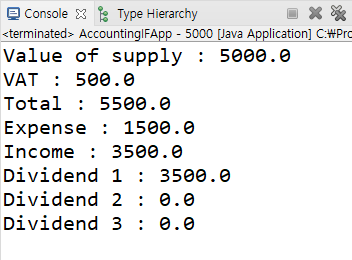 Console Type Hierarchy
<terminated> AccountingIFApp - 5000 [Java Application] C:₩Pro
Value of supply : 5000.0
VAT : 500.0
Total : 5500.0
Expense : 1500.0
Income : 3500.0
Dividend 1 : 3500.0
Dividend 2 : 0.0
Dividend 3 : 0.0